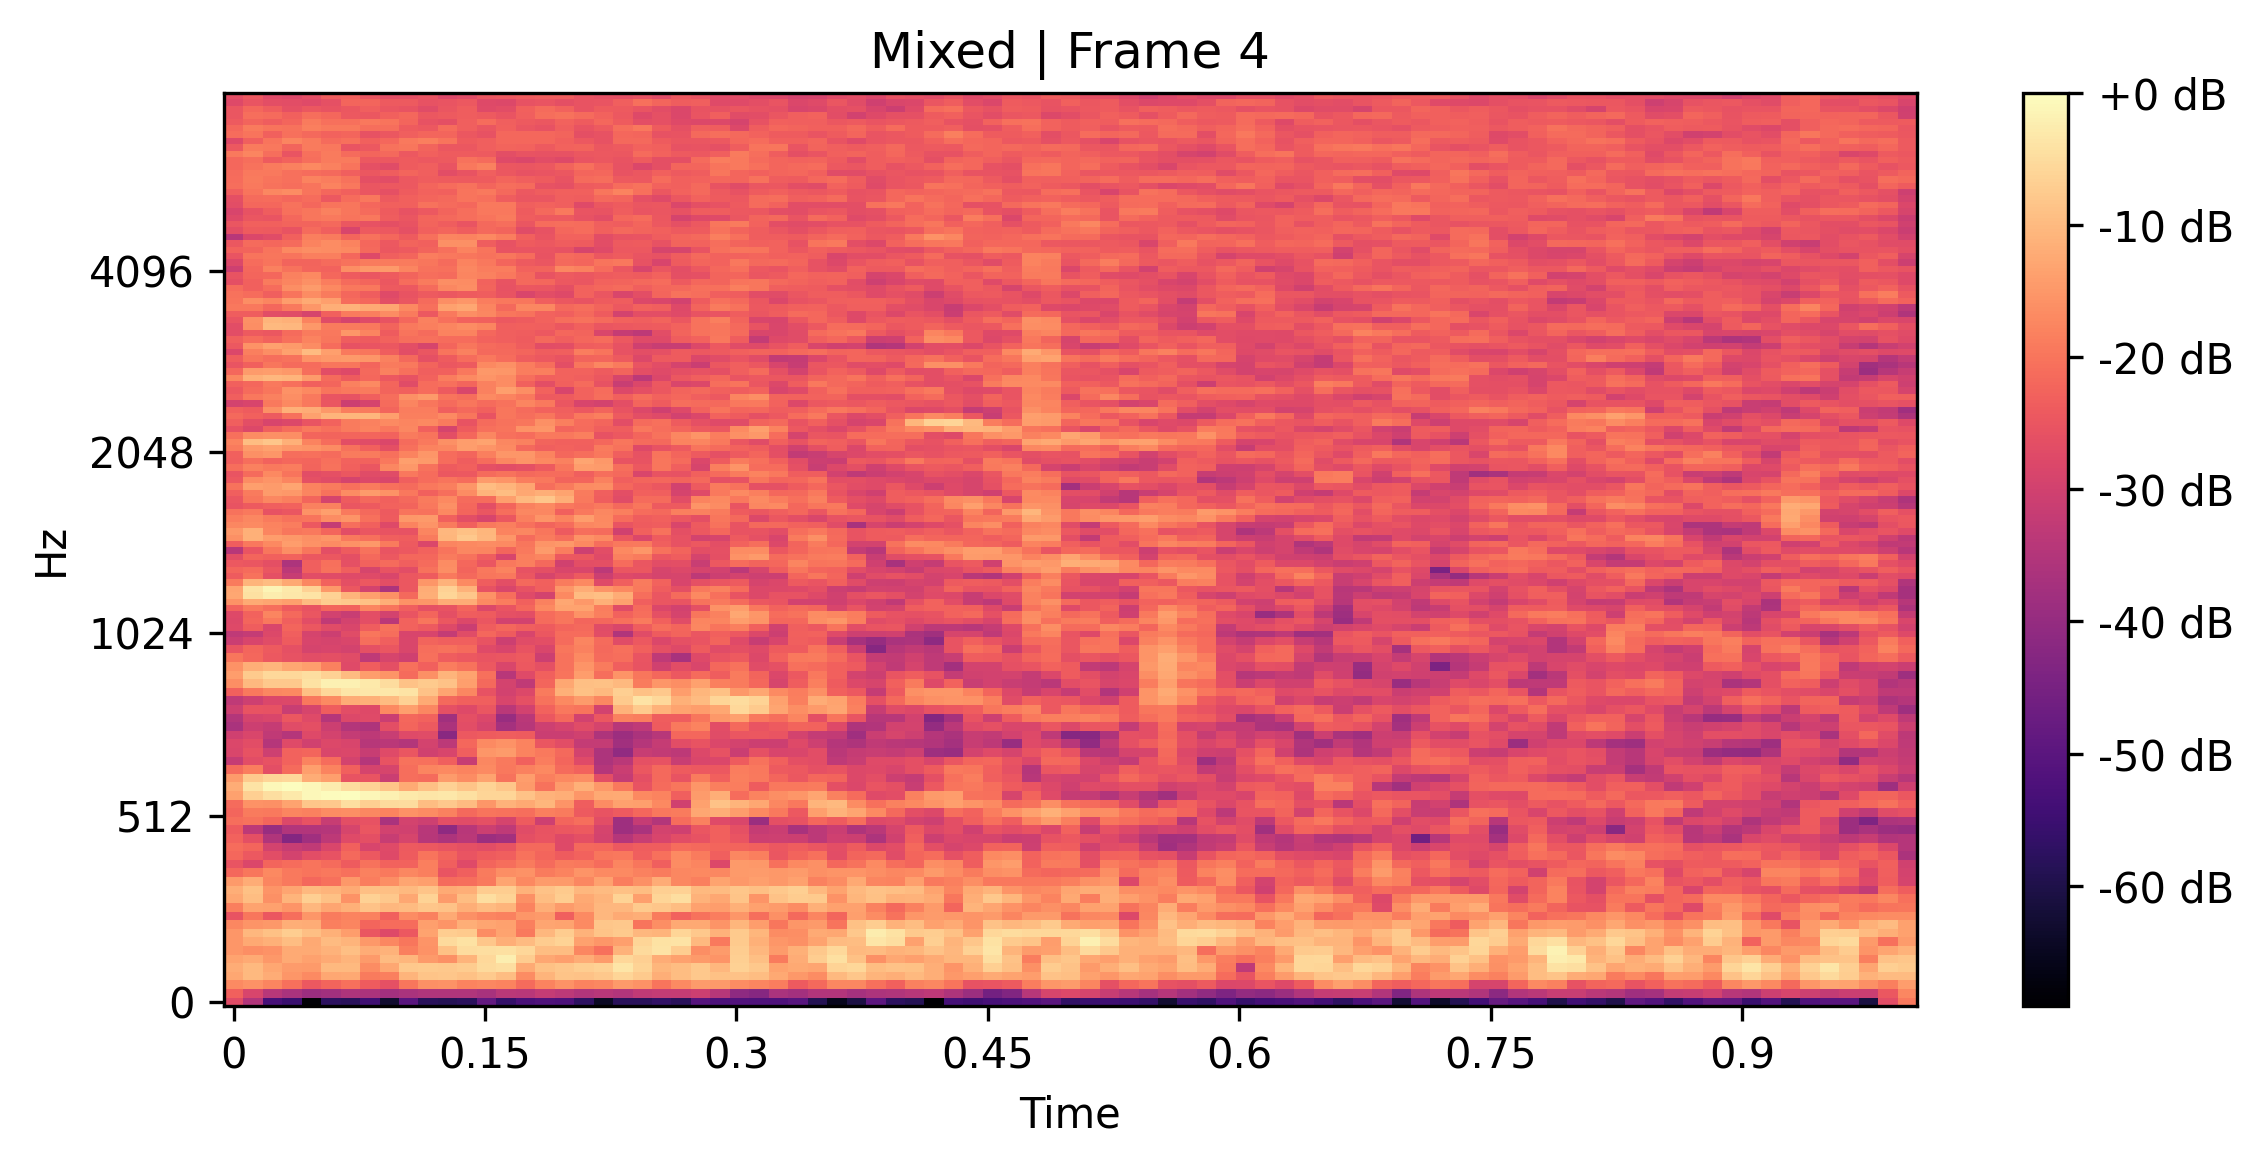 Mixed | Frame 4
+0 dB
-10 dB
-20 dB
-30 dB
-40 dB
-50 dB
-60 dB
4096
2048
1024
512
0
Hz
0 0.15 0.3 0.45 0.6 0.75 0.9
Time